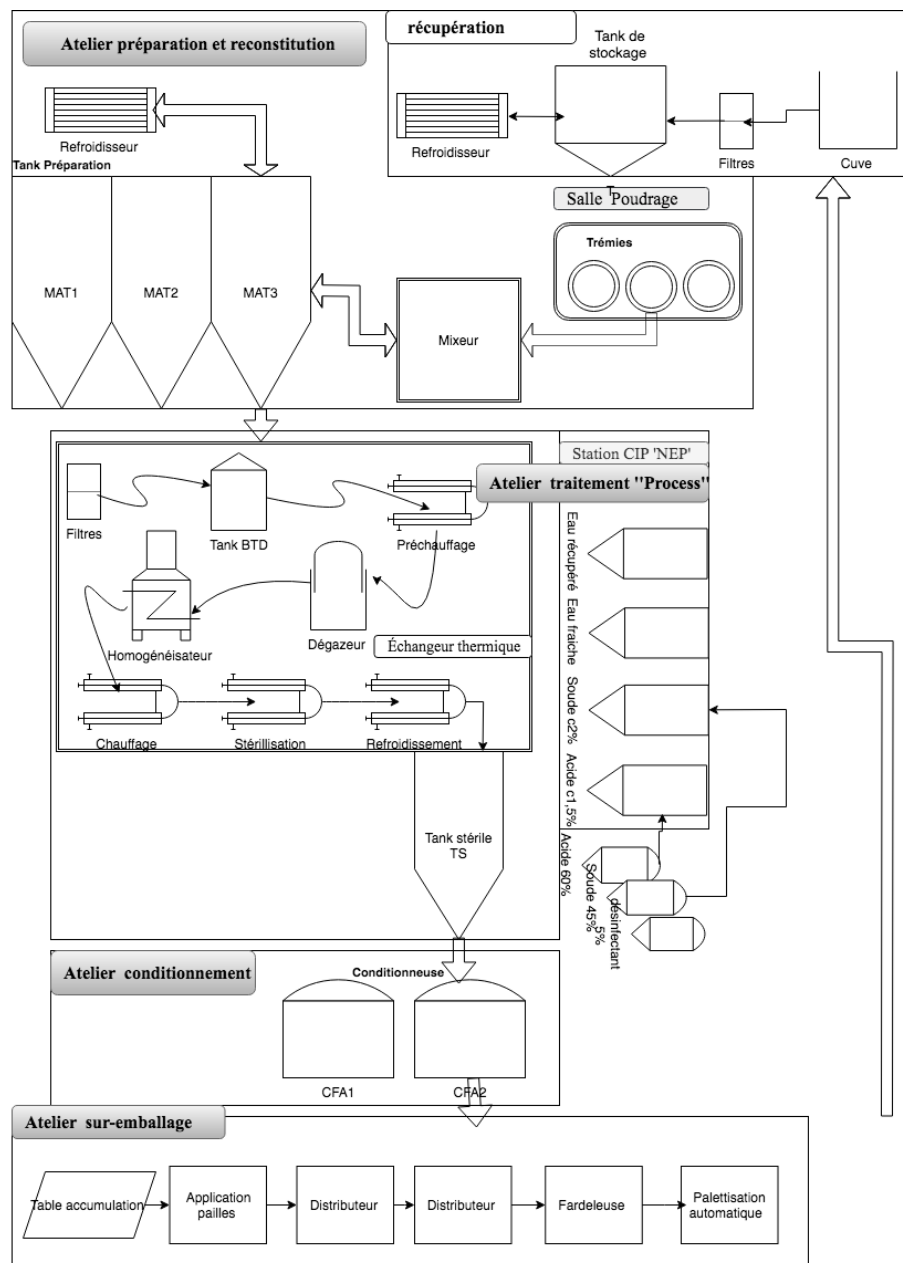 Atelier préparation et reconstitution
récupération
Tank de
stockage
Refroidisseur
Refroidisseur
Filtres
Cuve
Tank Préparation
T
Salle Poudrage
Trémies
MAT1
MAT2
MAT3
Mixeur
Station CIP 'NEP'
Atelier traitement "Process"
Filtres
Tank BTD
Préchauffage
Homogénéisateur
Dégazeur
Échangeur thermique
Chauffage
Stérillisation
Refroidissement
Eau récupéré
Eau fraiche
Soude c2%
Acide c1,5%
Acide 60%
Soude 45%
désinfectant
5%
Tank stérile
TS
Atelier conditionnement
Conditionneuse
CFA1
CFA2
Atelier sur-emballage
Table accumulation
Application
pailles
Distributeur
Distributeur
Fardeleuse
Palettisation
automatique